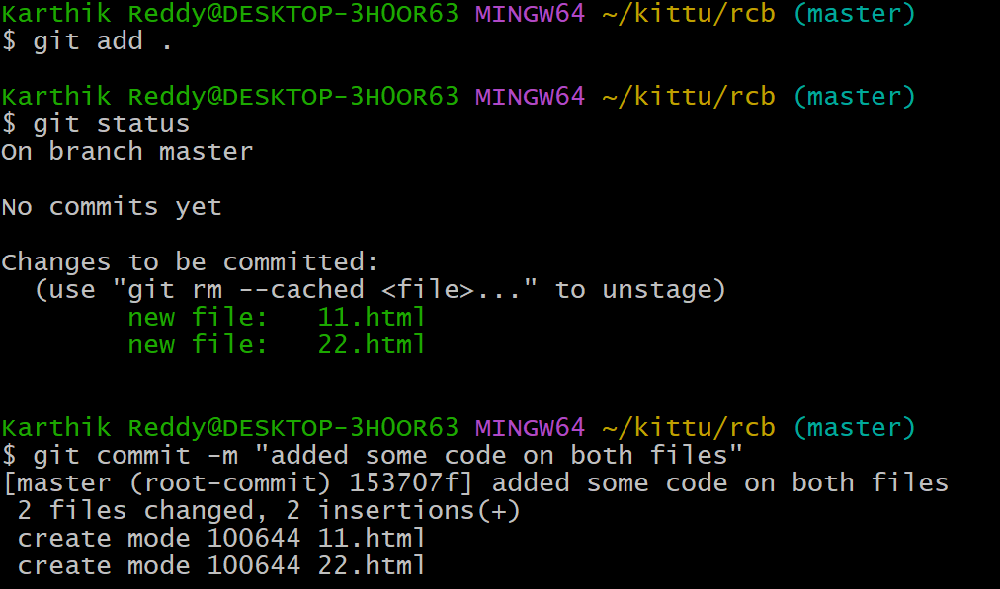 Karthik Reddy@DESKTOP-3HOOR63 MINGW64 ~/kittu/rcb (master)
$ git add .
Karthik Reddy@DESKTOP-3HOOR63 MINGW64 ~/kittu/rcb (master)
$ git status
On branch master
No commits yet
Changes to be committed:
  (use "git rm --cached <file>..." to unstage)
        new file:   11.html
        new file:   22.html
Karthik Reddy@DESKTOP-3HOOR63 MINGW64 ~/kittu/rcb (master)
$ git commit -m "added some code on both files"
[master (root-commit) 153707f] added some code on both files
 2 files changed, 2 insertions(+)
 create mode 100644 11.html
 create mode 100644 22.html